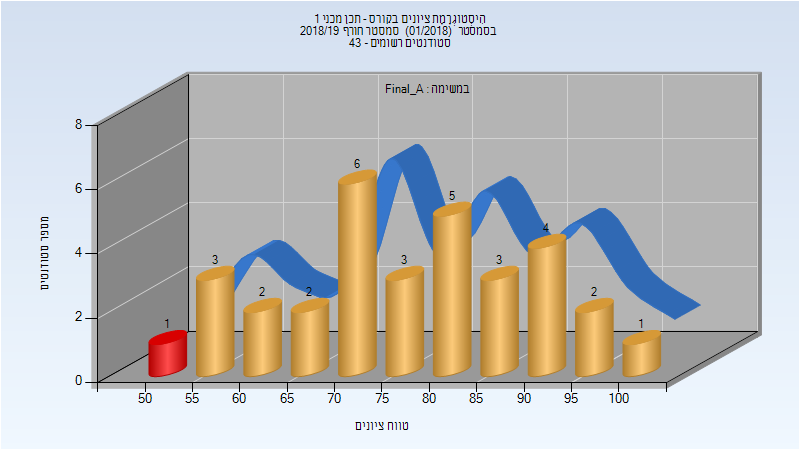 היסטוגרמת ציונים בקורס - תכן מכני 1
בסמסטר (01/2018) סמסטר חורף 2018/19
סטודנטים רשומים - 43
במשימה : Final_A
מספר סטודנטים
8
6
4
2
0
1
3
2
2
6
3
5
3
4
2
1
50 55 60 65 70 75 80 85 90 95 100
טווח ציונים